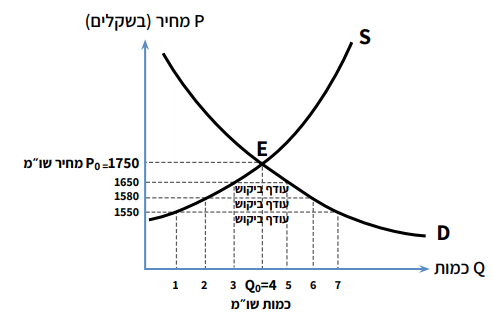 P מחיר (בשקלים)
S
E
מחיר שו״מ P₀ =1750
1650
עודף ביקוש
1580
עודף ביקוש
1550
עודף ביקוש
D
Q כמות
1 2 3 Q₀=4 5 6 7
כמות שו״מ